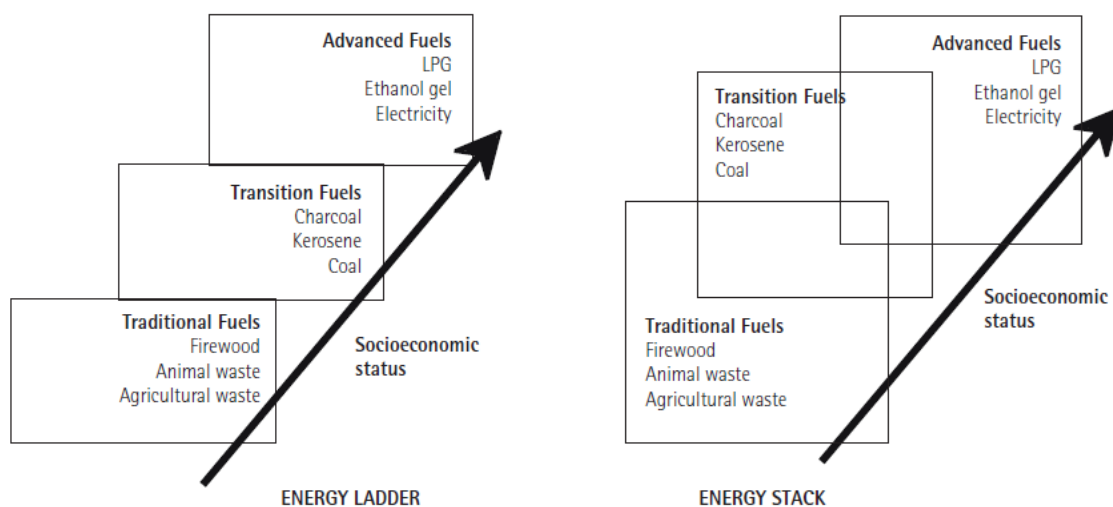 Advanced Fuels
LPG
Ethanol gel
Electricity
Transition Fuels
Charcoal
Kerosene
Coal
Traditional Fuels
Firewood
Animal waste
Agricultural waste
Socioeconomic
status
ENERGY LADDER
Advanced Fuels
LPG
Ethanol gel
Electricity
Transition Fuels
Charcoal
Kerosene
Coal
Traditional Fuels
Firewood
Animal waste
Agricultural waste
Socioeconomic
status
ENERGY STACK